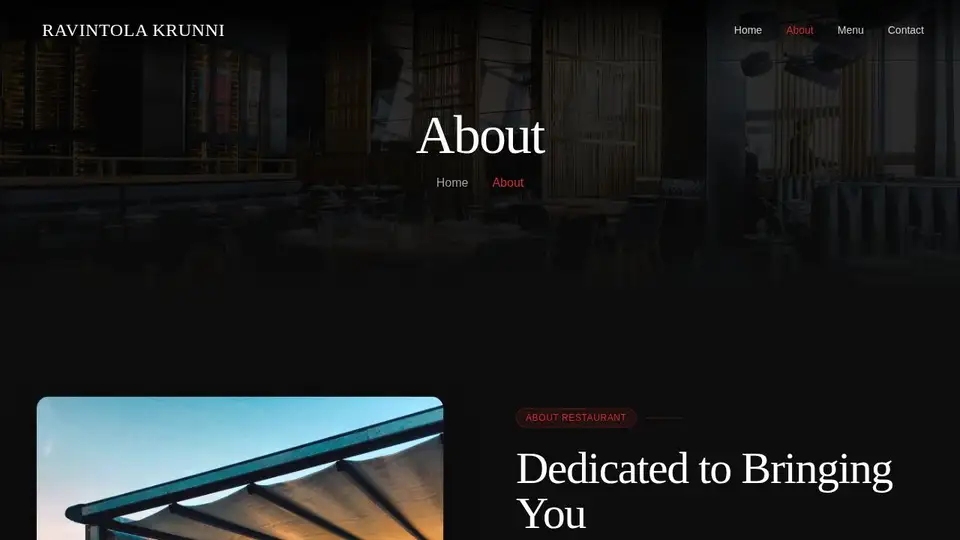 RAVINTOLA KRUNNI
Home About Menu Contact
About
Home About
ABOUT RESTAURANT
Dedicated to Bringing
You